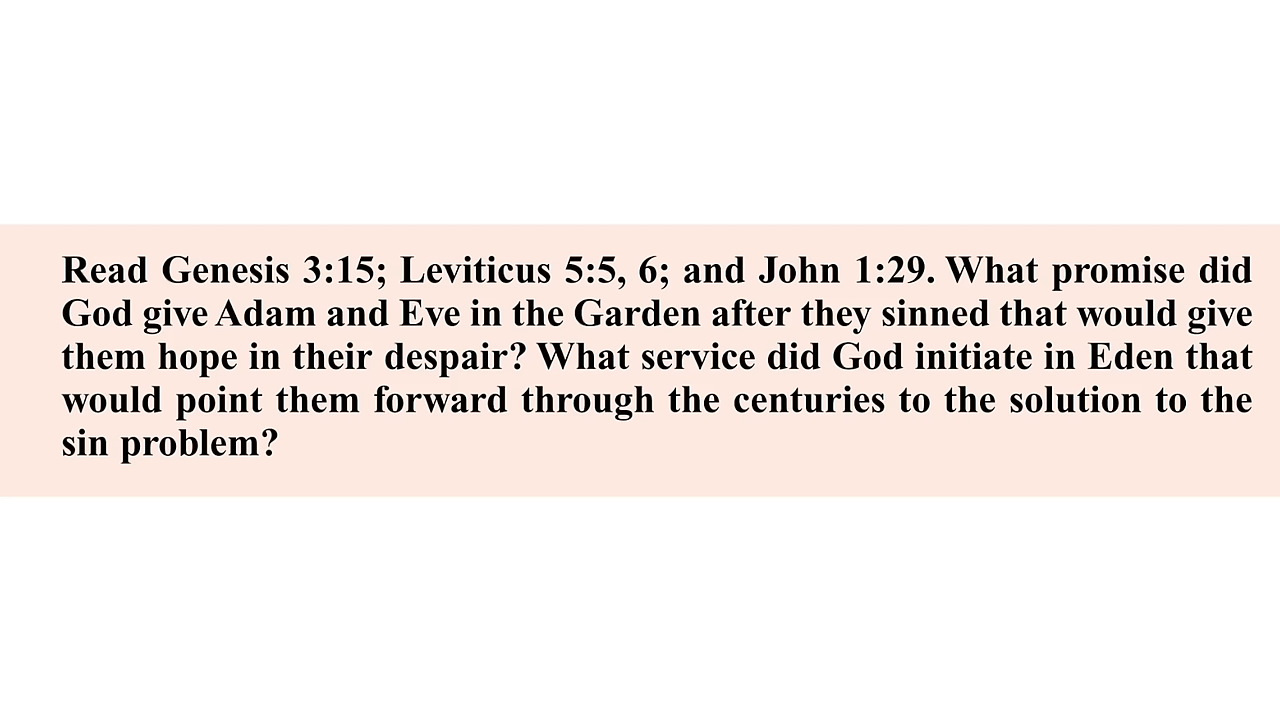 Read Genesis 3:15; Leviticus 5:5, 6; and John 1:29. What promise did
God give Adam and Eve in the Garden after they sinned that would give
them hope in their despair? What service did God initiate in Eden that
would point them forward through the centuries to the solution to the
sin problem?